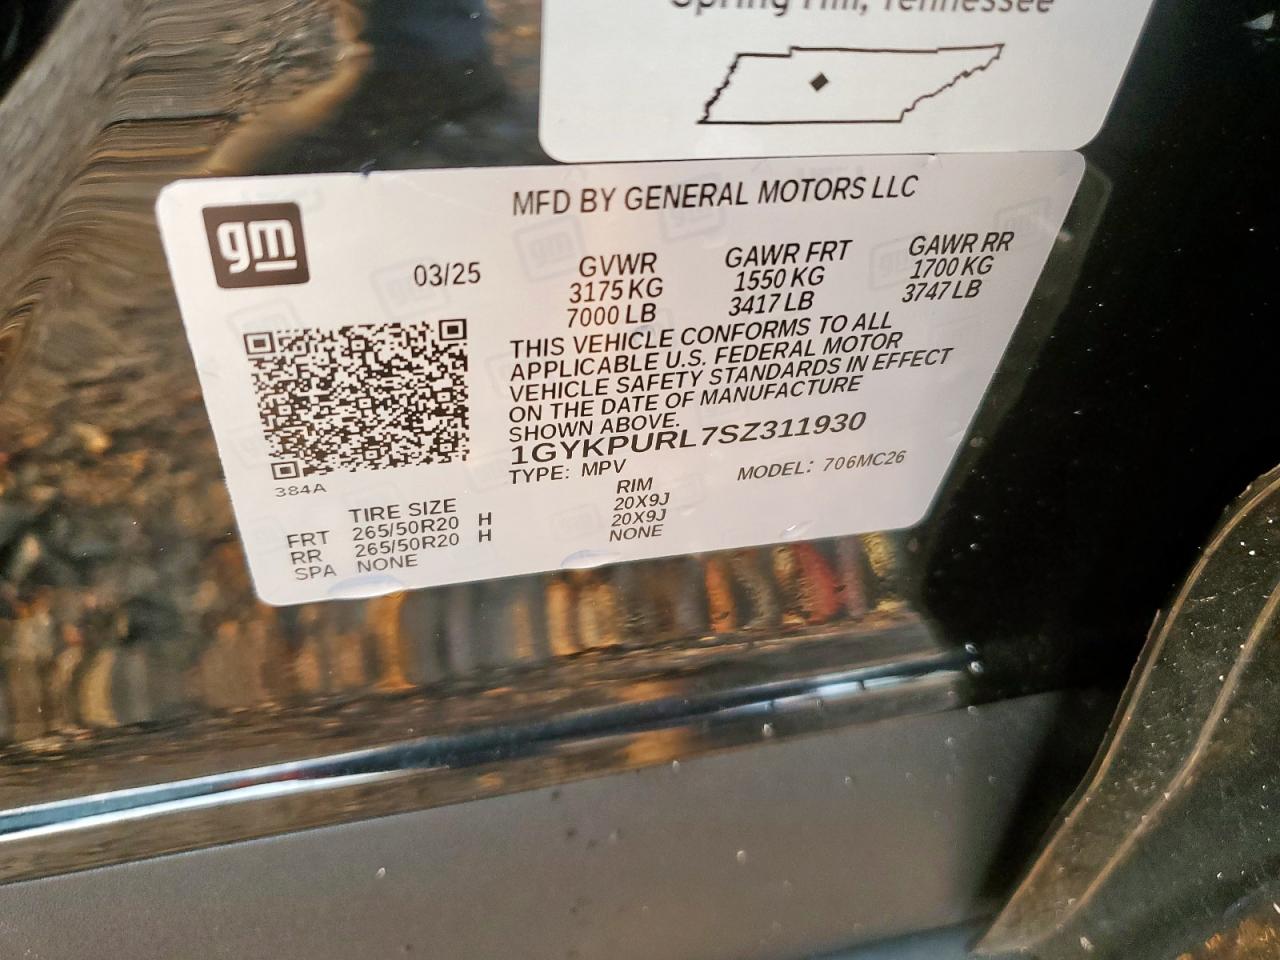 Spring Hill, Tennessee
gm
MFD BY GENERAL MOTORS LLC
03/25
GVWR GAWR FRT GAWR RR
3175 KG 1550 KG 1700 KG
7000 LB 3417 LB 3747 LB
THIS VEHICLE CONFORMS TO ALL
APPLICABLE U.S. FEDERAL MOTOR
VEHICLE SAFETY STANDARDS IN EFFECT
ON THE DATE OF MANUFACTURE
SHOWN ABOVE.
1GYKPURL7SZ311930
TYPE: MPV MODEL: 706MC26
384A
TIRE SIZE RIM
FRT 265/50R20 H 20X9J
RR 265/50R20 H 20X9J
SPA NONE NONE